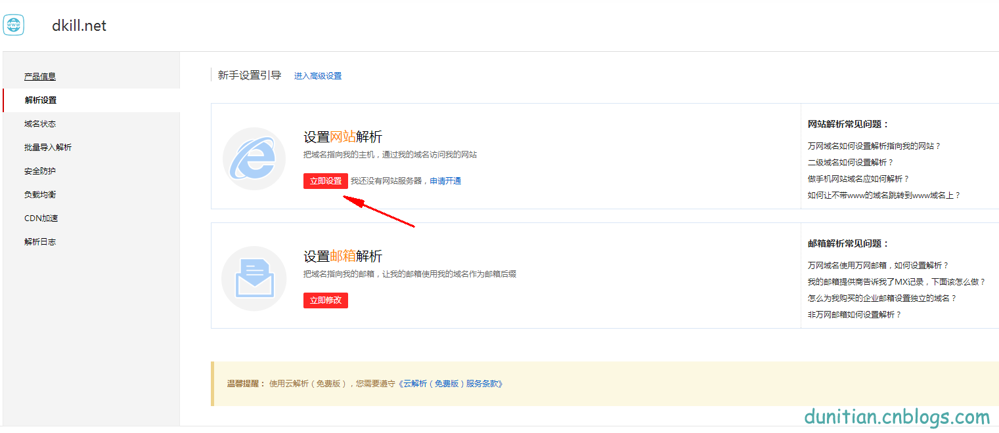 www
dkill.net
产品信息
解析设置
域名状态
批量导入解析
安全防护
负载均衡
CDN加速
解析日志
新手设置引导 进入高级设置
设置网站解析
把域名指向我的主机，通过我的域名访问我的网站
立即设置 我还没有网站服务器，申请开通
网站解析常见问题：
万网域名如何设置解析指向我的网站？
二级域名如何设置解析？
做手机网站域名应如何解析？
如何让不带www的域名跳转到www域名上？
设置邮箱解析
把域名指向我的邮箱，让我的邮箱使用我的域名作为邮箱后缀
立即修改
邮箱解析常见问题：
万网域名使用万网邮箱，如何设置解析？
我的邮箱提供商告诉我了MX记录，下面该怎么做？
怎么为我购买的企业邮箱设置独立的域名？
非万网邮箱如何设置解析？
温馨提醒： 使用云解析（免费版），您需要遵守《云解析（免费版）服务条款》
dunitian.cnblogs.com